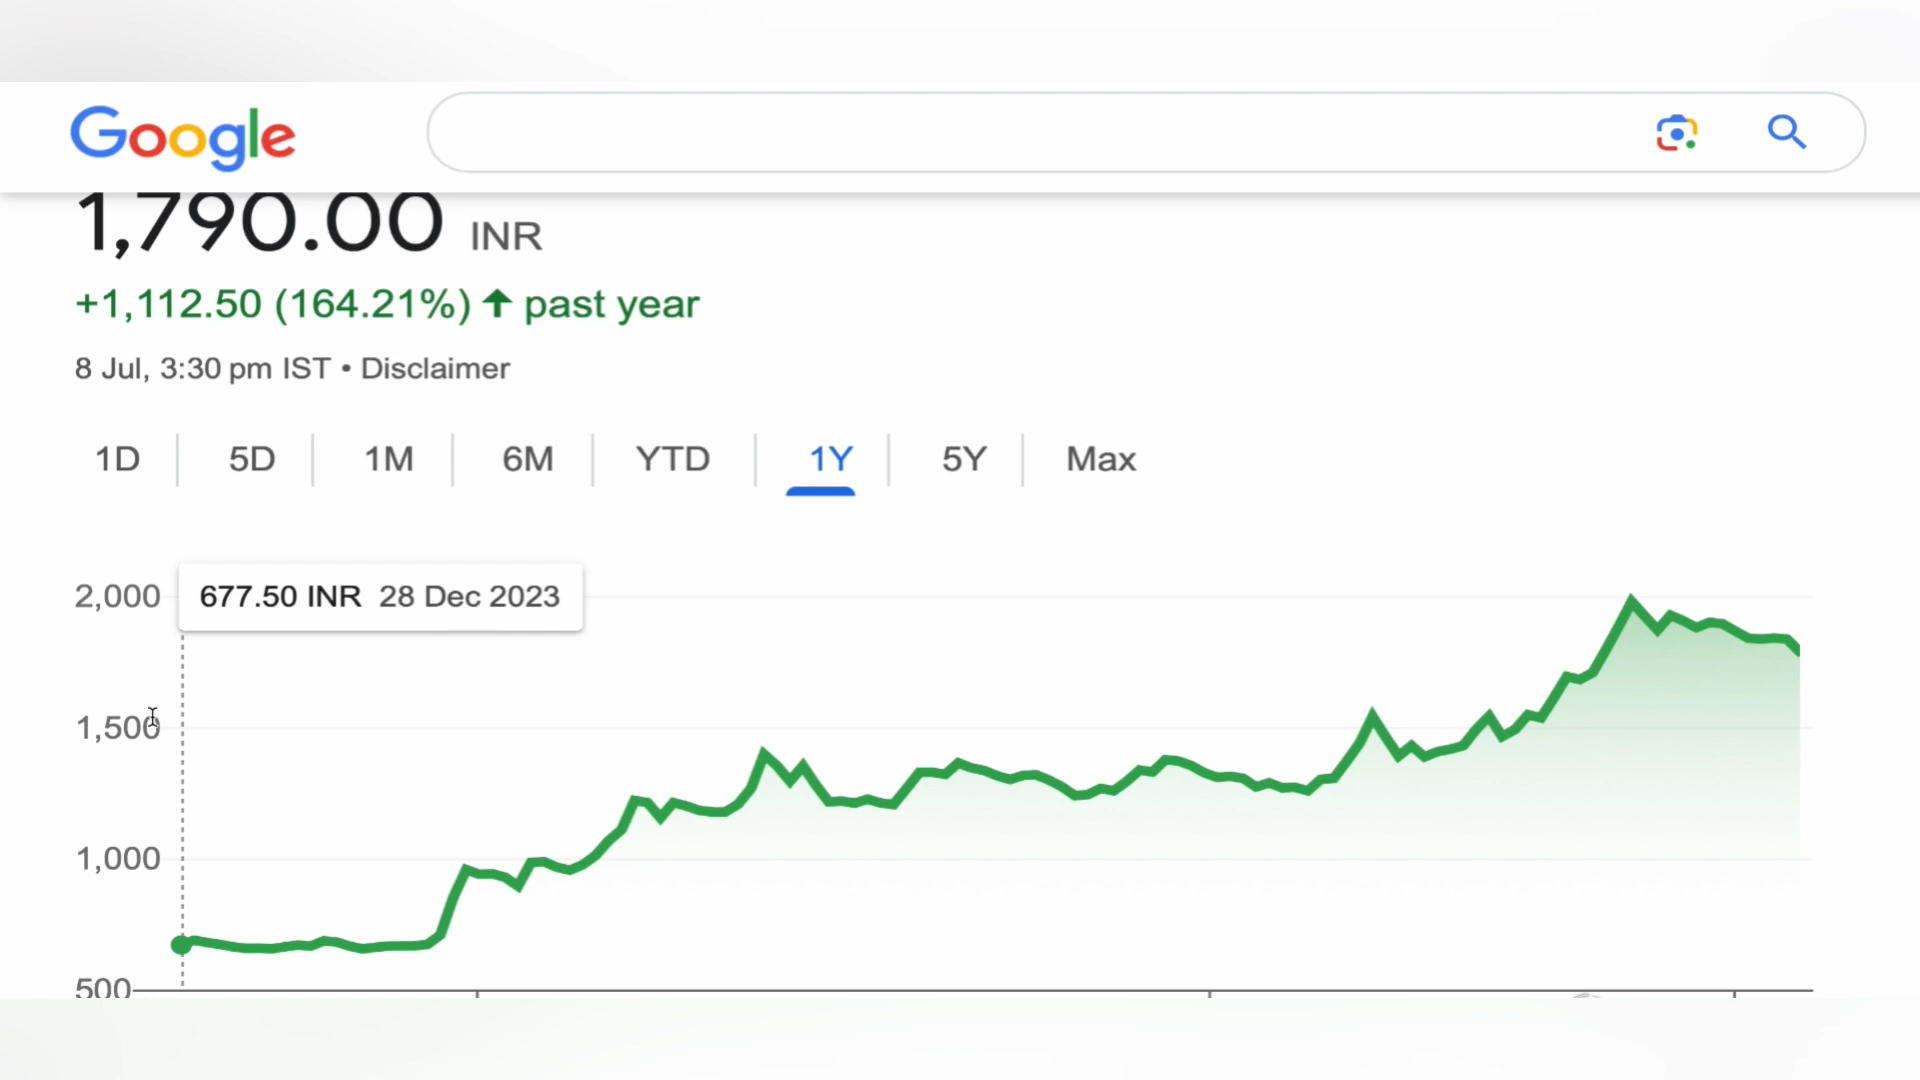 Google
1,790.00 INR
+1,112.50 (164.21%) ↑ past year
8 Jul, 3:30 pm IST • Disclaimer
1D 5D 1M 6M YTD 1Y 5Y Max
2,000
677.50 INR 28 Dec 2023
1,500
1,000
500